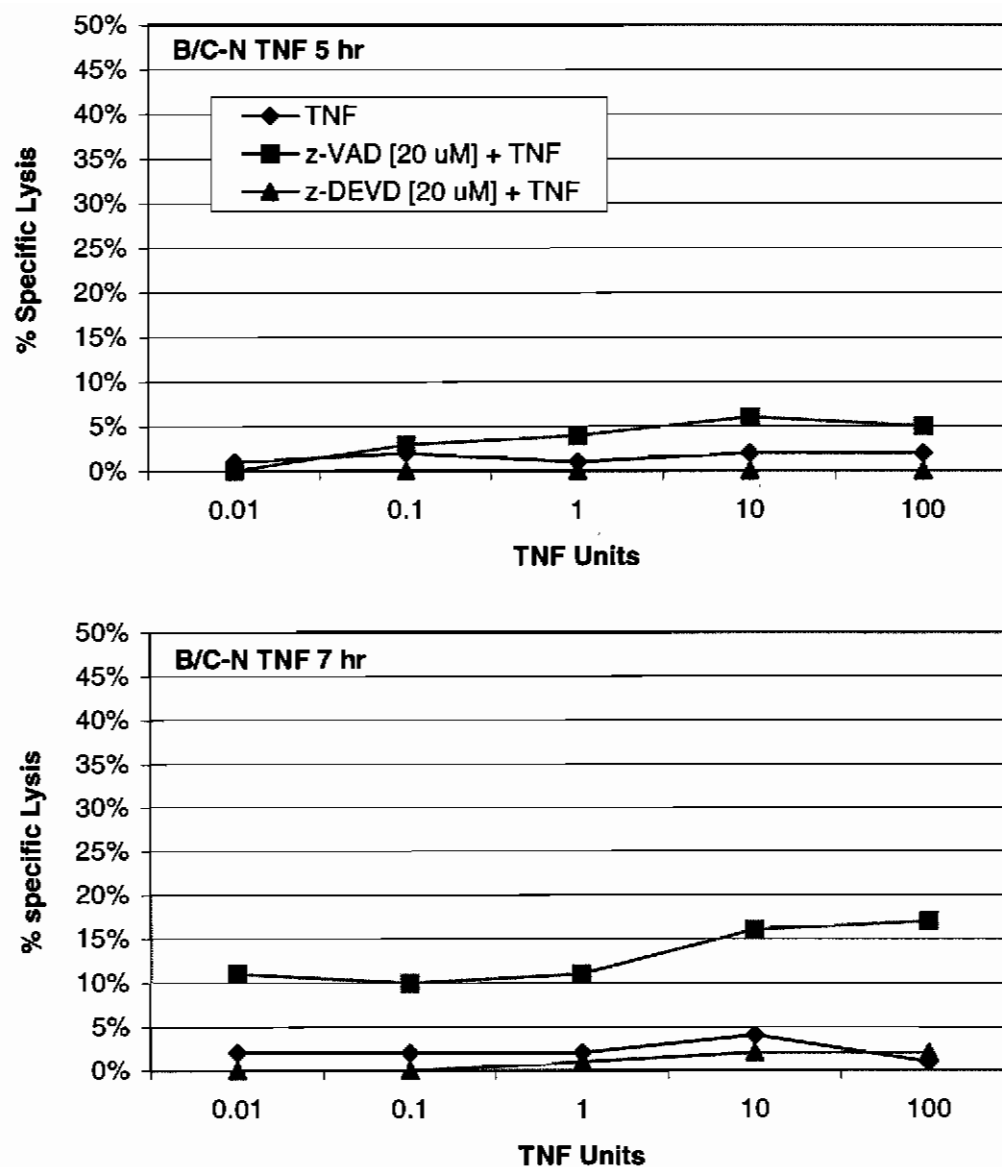 B/C-N TNF 5 hr
TNF
z-VAD [20 uM] + TNF
z-DEVD [20 uM] + TNF
% Specific Lysis
50%
45%
40%
35%
30%
25%
20%
15%
10%
5%
0%
0.01 0.1 1 10 100
TNF Units
B/C-N TNF 7 hr
% specific Lysis
50%
45%
40%
35%
30%
25%
20%
15%
10%
5%
0%
0.01 0.1 1 10 100
TNF Units